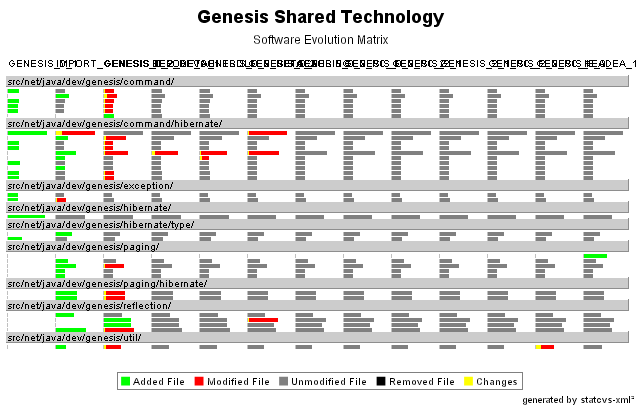 Genesis Shared Technology
Software Evolution Matrix
src/net/java/dev/genesis/command/
src/net/java/dev/genesis/command/hibernate/
src/net/java/dev/genesis/exception/
src/net/java/dev/genesis/hibernate/
src/net/java/dev/genesis/hibernate/type/
src/net/java/dev/genesis/paging/
src/net/java/dev/genesis/paging/hibernate/
src/net/java/dev/genesis/reflection/
src/net/java/dev/genesis/util/
Added File Modified File Unmodified File Removed File Changes
generated by statcvs-xml²